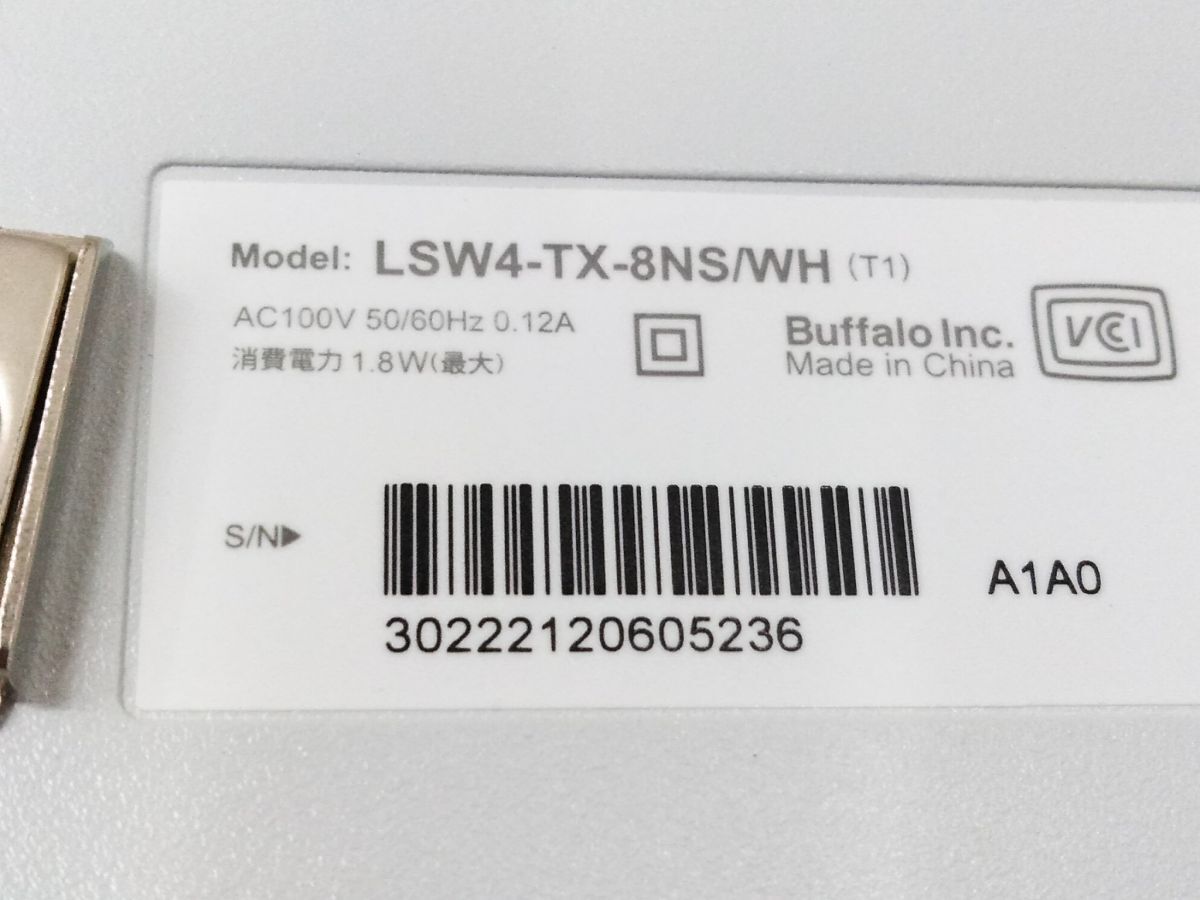 Model: LSW4-TX-8NS/WH (T1)
AC100V 50/60Hz 0.12A
消費電力 1.8W(最大)
Buffalo Inc.
Made in China
VCCI
S/N▶
30222120605236
A1A0